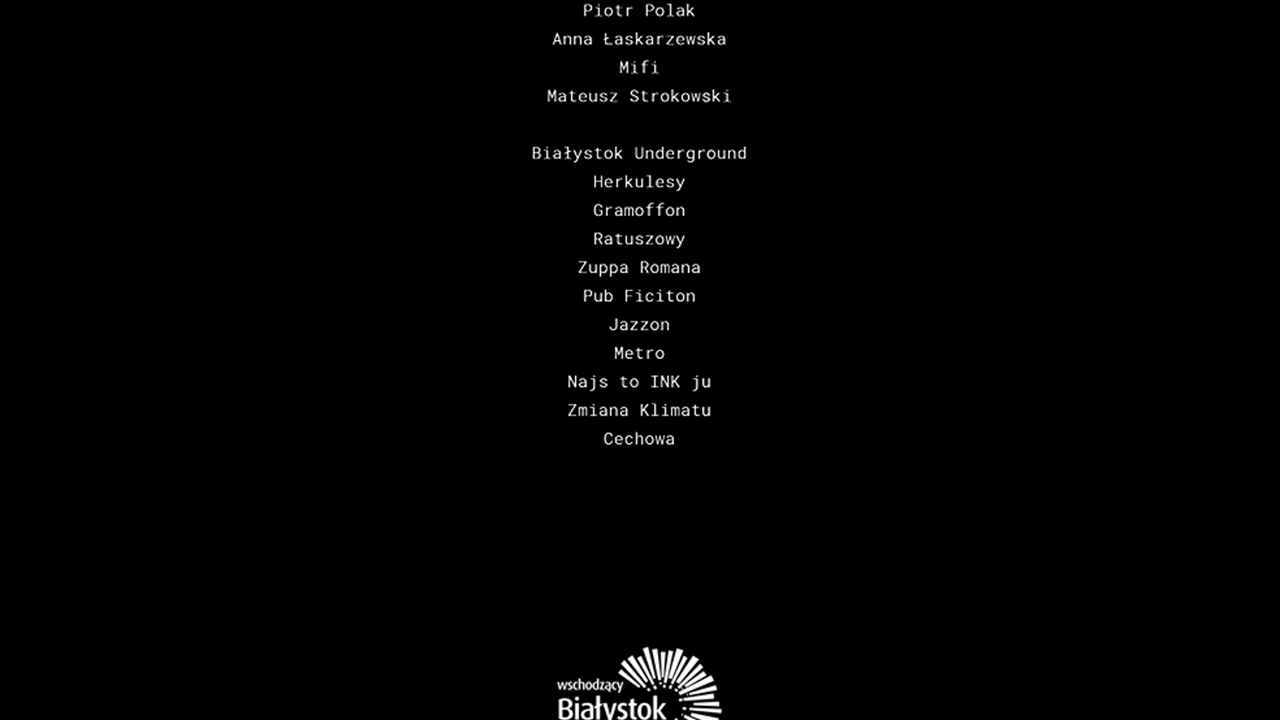 Piotr Polak
Anna Łaskarzewska
Mifi
Mateusz Strokowski
Białystok Underground
Herkulesy
Gramoffon
Ratuszowy
Zuppa Romana
Pub Ficiton
Jazzon
Metro
Najs to INK ju
Zmiana Klimatu
Cechowa
wschodzący
Białystok